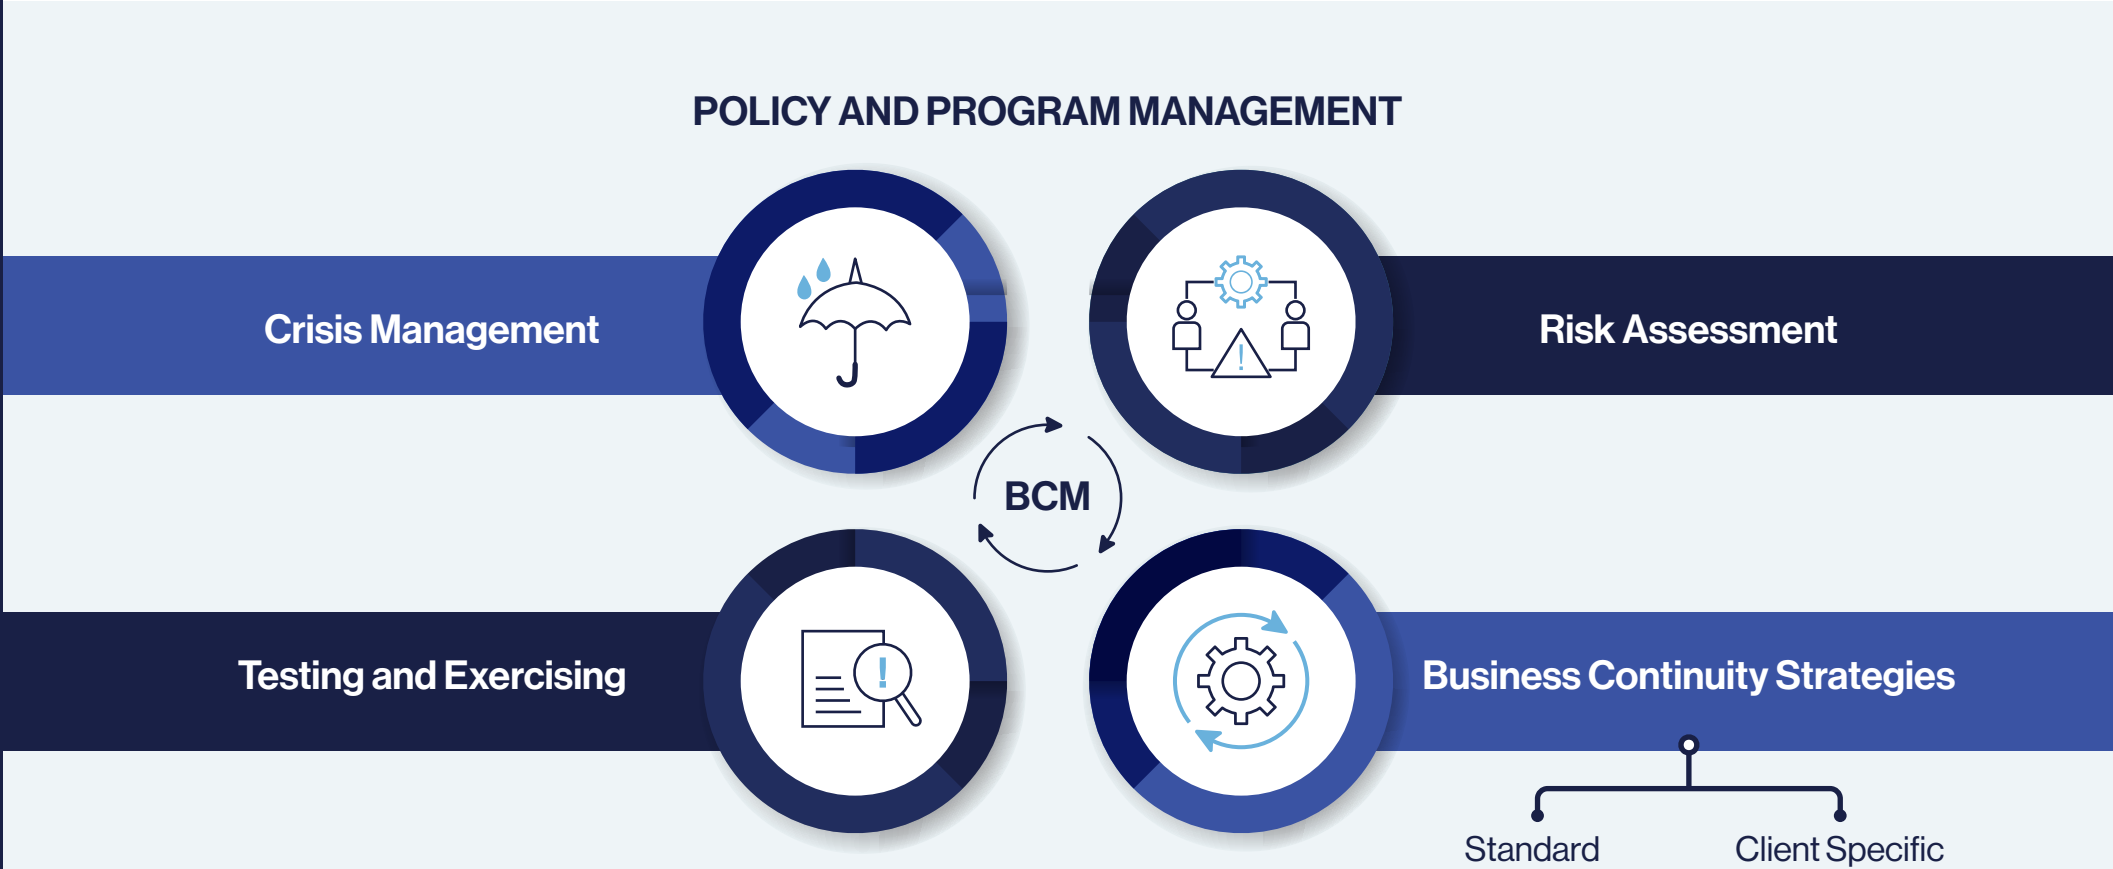 POLICY AND PROGRAM MANAGEMENT
Crisis Management
!
Risk Assessment
BCM
Testing and Exercising
!
Business Continuity Strategies
Standard
Client Specific